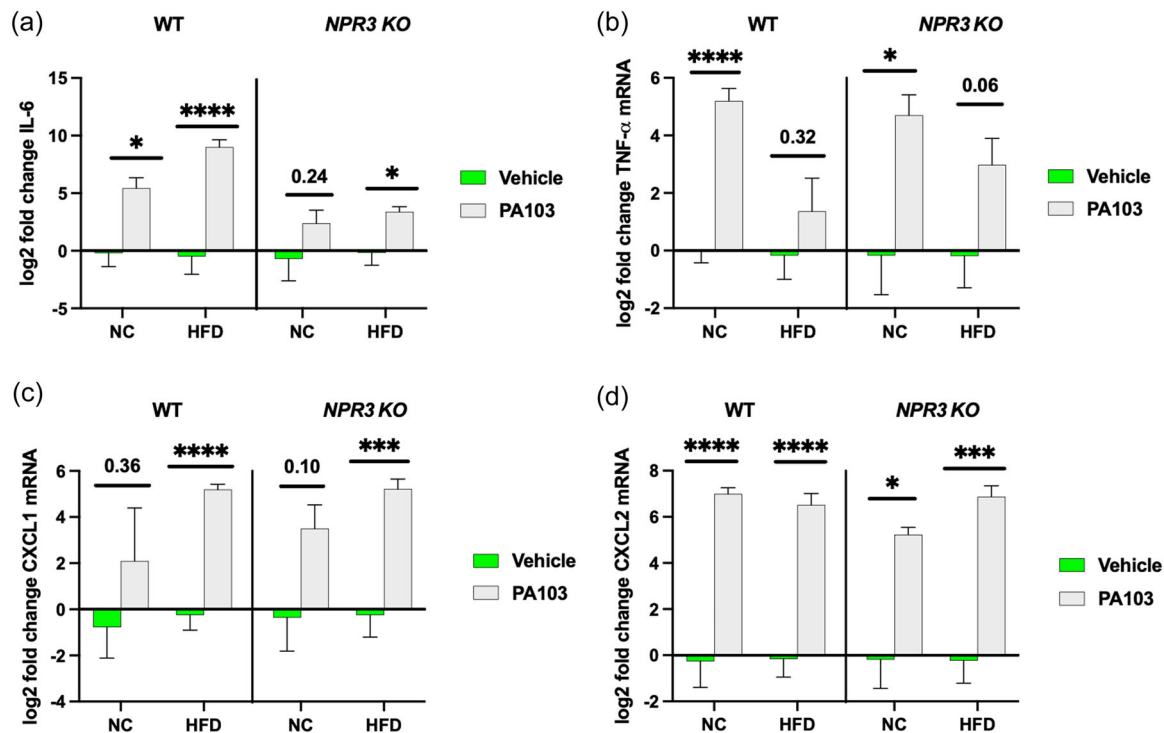 (a)
WT NPR3 KO
log2 fold change IL-6
15
10
5
0
-5
* **** 0.24 *
NC HFD NC HFD
Vehicle
PA103
(b)
WT NPR3 KO
log2 fold change TNF-α mRNA
6
4
2
0
-2
**** 0.32 * 0.06
NC HFD NC HFD
Vehicle
PA103
(c)
WT NPR3 KO
log2 fold change CXCL1 mRNA
6
4
2
0
-2
-4
0.36 **** 0.10 ***
NC HFD NC HFD
Vehicle
PA103
(d)
WT NPR3 KO
log2 fold change CXCL2 mRNA
8
6
4
2
0
-2
**** **** * ***
NC HFD NC HFD
Vehicle
PA103